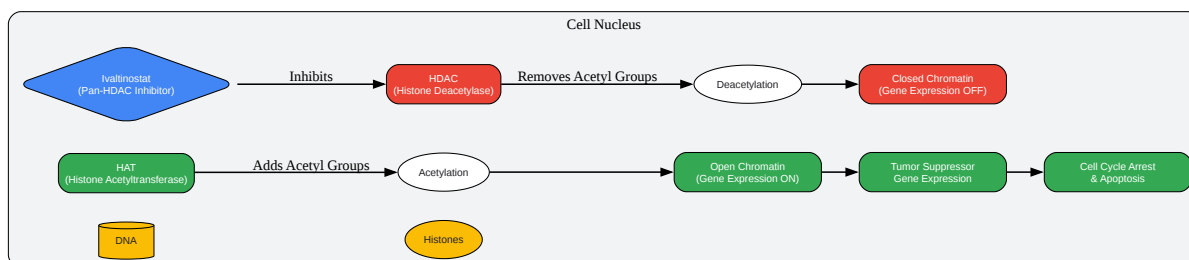 Cell Nucleus
Ivaltinostat
(Pan-HDAC Inhibitor)
Inhibits
HDAC
(Histone Deacetylase)
Removes Acetyl Groups
Deacetylation
Closed Chromatin
(Gene Expression OFF)
HAT
(Histone Acetyltransferase)
Adds Acetyl Groups
Acetylation
Open Chromatin
(Gene Expression ON)
Tumor Suppressor
Gene Expression
Cell Cycle Arrest
& Apoptosis
DNA
Histones